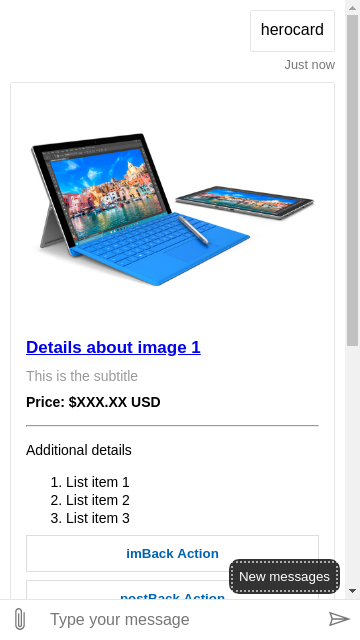 herocard
Just now
Details about image 1
This is the subtitle
Price: $XXX.XX USD
Additional details
1. List item 1
2. List item 2
3. List item 3
imBack Action
New messages
postBack Action
Type your message